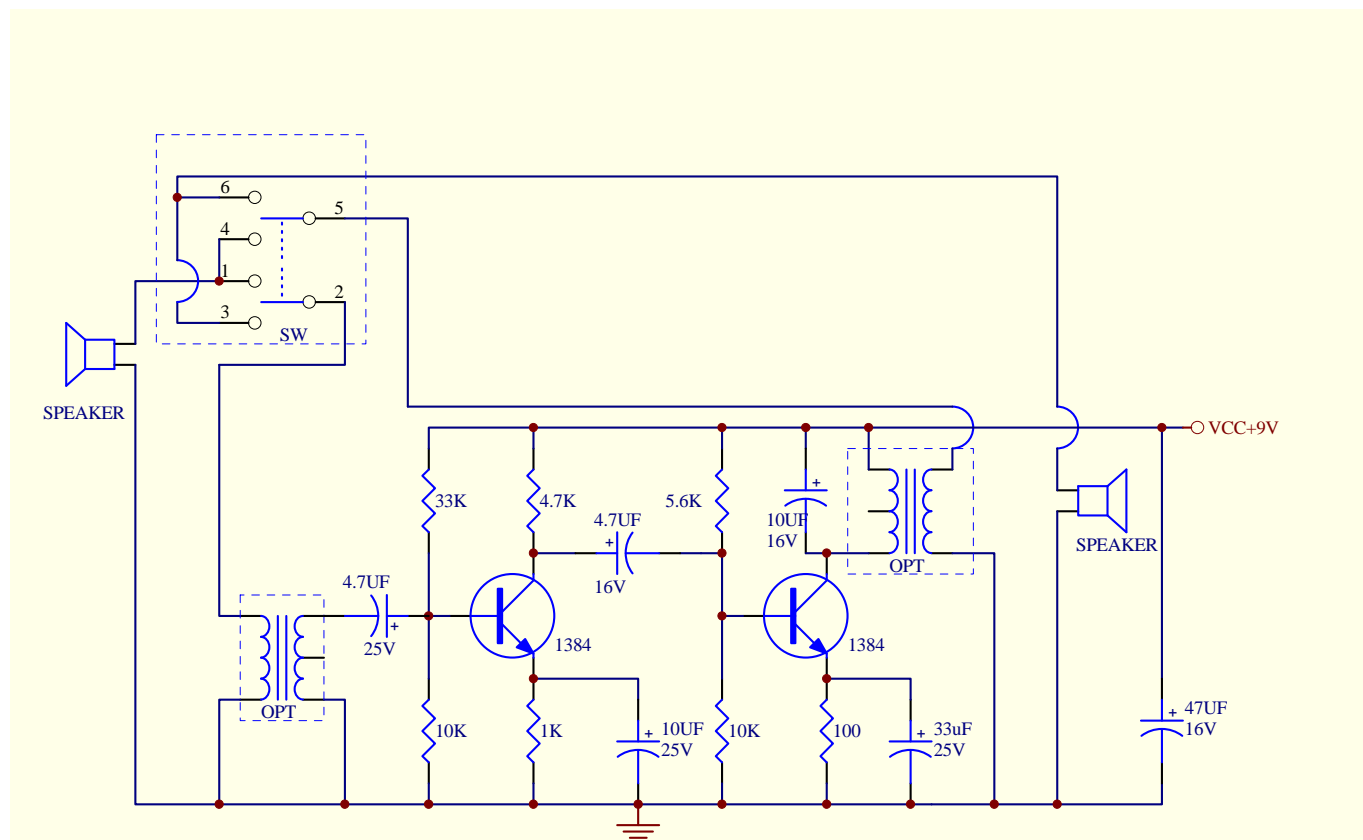 6
5
4
1
2
3
SW
SPEAKER
VCC+9V
33K
4.7K
4.7UF
16V
5.6K
10UF
16V
OPT
SPEAKER
4.7UF
25V
1384
1384
OPT
10K
1K
10UF
25V
10K
100
33uF
25V
47UF
16V
+
+
+
+
+
+